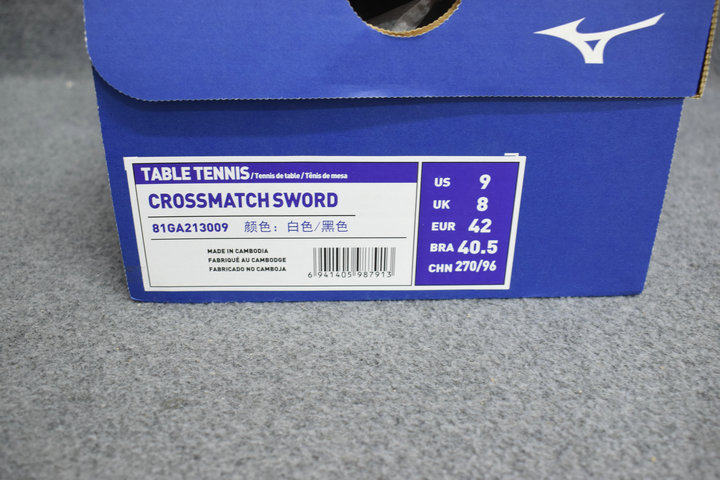 TABLE TENNIS /Tennis de table / Tênis de mesa
CROSSMATCH SWORD
81GA213009 颜色：白色/黑色
MADE IN CAMBODIA
FABRIQUÉ AU CAMBODGE
FABRICADO NO CAMBOJA
6 941405 987913
US 9
UK 8
EUR 42
BRA 40.5
CHN 270/96